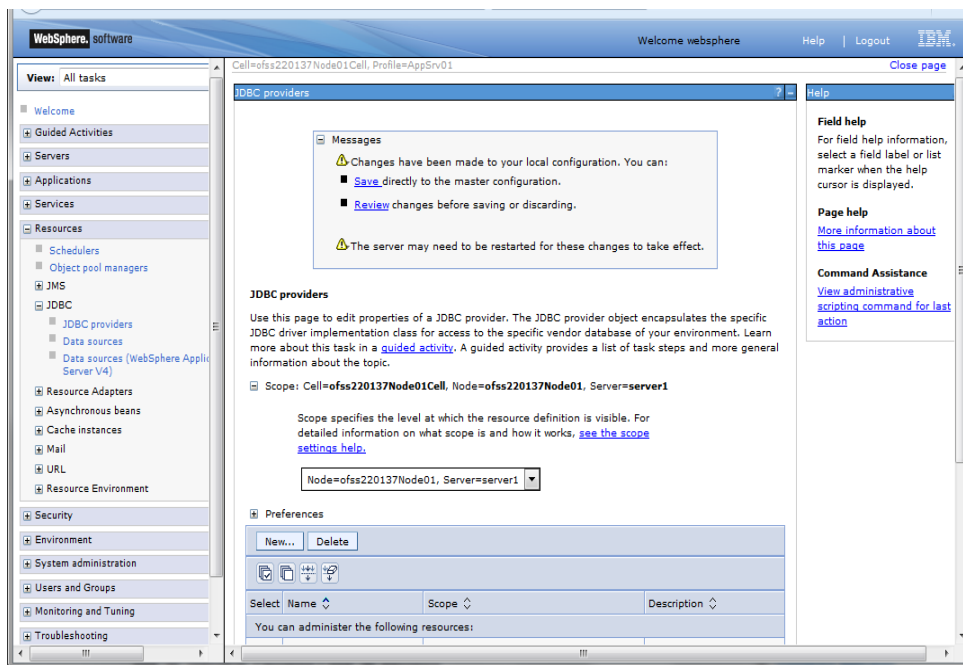 WebSphere. software
Welcome websphere
Help | Logout
IBM.
View: All tasks
Welcome
Guided Activities
Servers
Applications
Services
Resources
Schedulers
Object pool managers
JMS
JDBC
JDBC providers
Data sources
Data sources (WebSphere Applic
Server V4)
Resource Adapters
Asynchronous beans
Cache instances
Mail
URL
Resource Environment
Security
Environment
System administration
Users and Groups
Monitoring and Tuning
Troubleshooting
Cell=ofss220137Node01Cell, Profile=AppSrv01
Close page
JDBC providers
? -
Messages
Changes have been made to your local configuration. You can:
Save directly to the master configuration.
Review changes before saving or discarding.
The server may need to be restarted for these changes to take effect.
JDBC providers
Use this page to edit properties of a JDBC provider. The JDBC provider object encapsulates the specific
JDBC driver implementation class for access to the specific vendor database of your environment. Learn
more about this task in a guided activity. A guided activity provides a list of task steps and more general
information about the topic.
Scope: Cell=ofss220137Node01Cell, Node=ofss220137Node01, Server=server1
Scope specifies the level at which the resource definition is visible. For
detailed information on what scope is and how it works, see the scope
settings help.
Node=ofss220137Node01, Server=server1
Preferences
New... Delete
Select Name Scope Description
You can administer the following resources:
Help
Field help
For field help information,
select a field label or list
marker when the help
cursor is displayed.
Page help
More information about
this page
Command Assistance
View administrative
scripting command for last
action